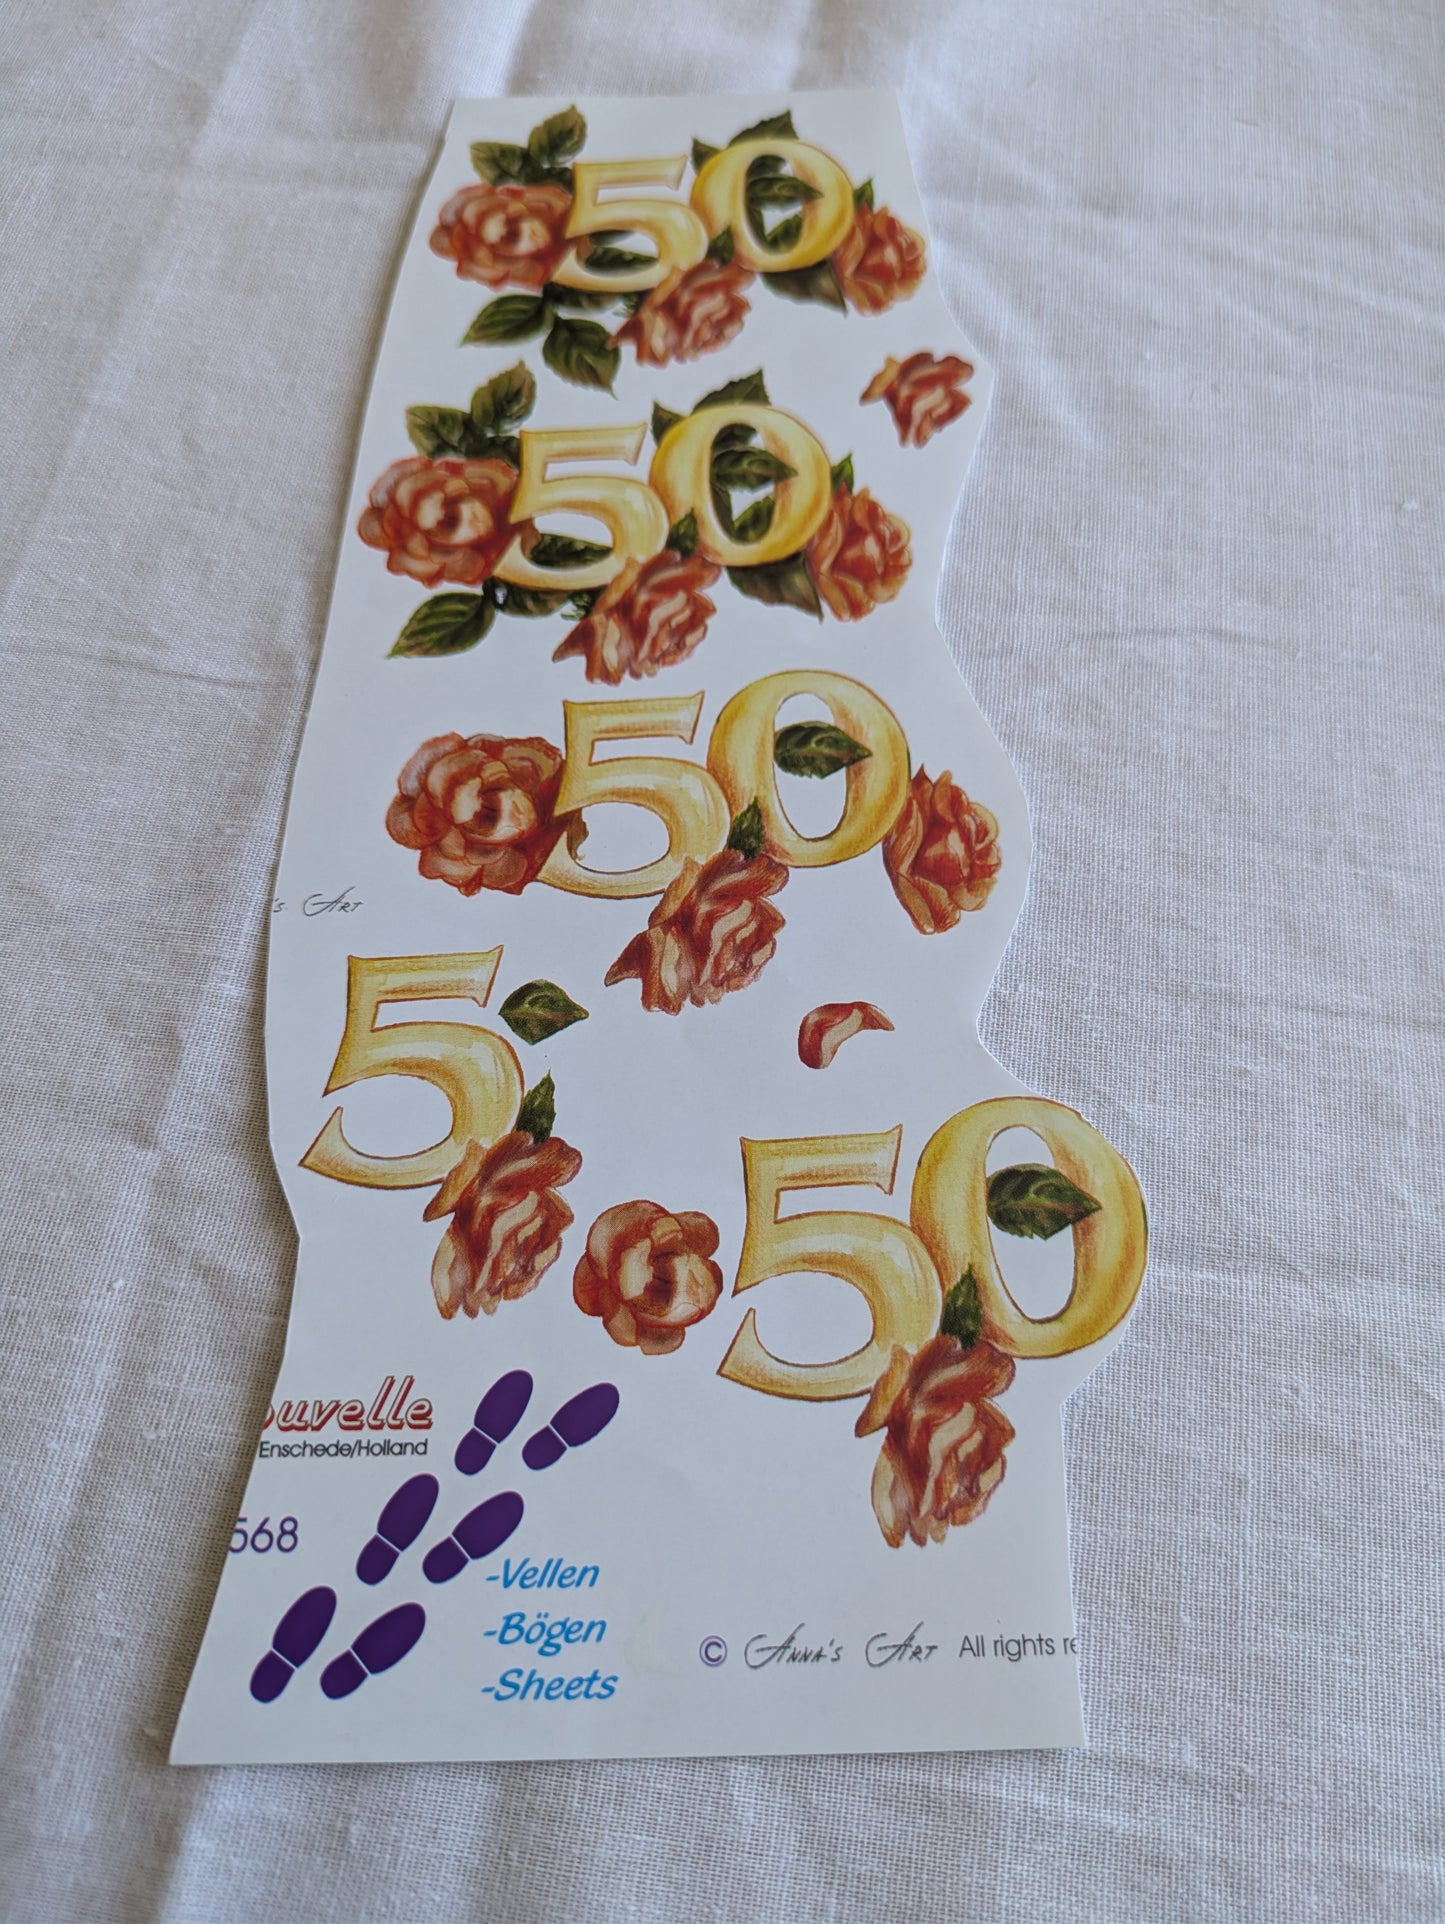 50
50
50
's Art
5
50
ouvelle
Enschede/Holland
568
-Vellen
-Bögen
-Sheets
© Anna's Art All rights re